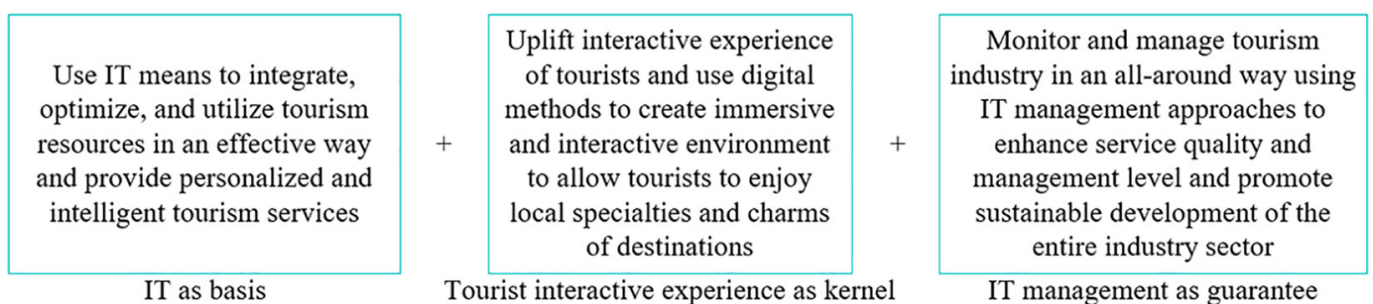 Use IT means to integrate,
optimize, and utilize tourism
resources in an effective way
and provide personalized and
intelligent tourism services
IT as basis
+
Uplift interactive experience
of tourists and use digital
methods to create immersive
and interactive environment
to allow tourists to enjoy
local specialties and charms
of destinations
Tourist interactive experience as kernel
+
Monitor and manage tourism
industry in an all-around way using
IT management approaches to
enhance service quality and
management level and promote
sustainable development of the
entire industry sector
IT management as guarantee